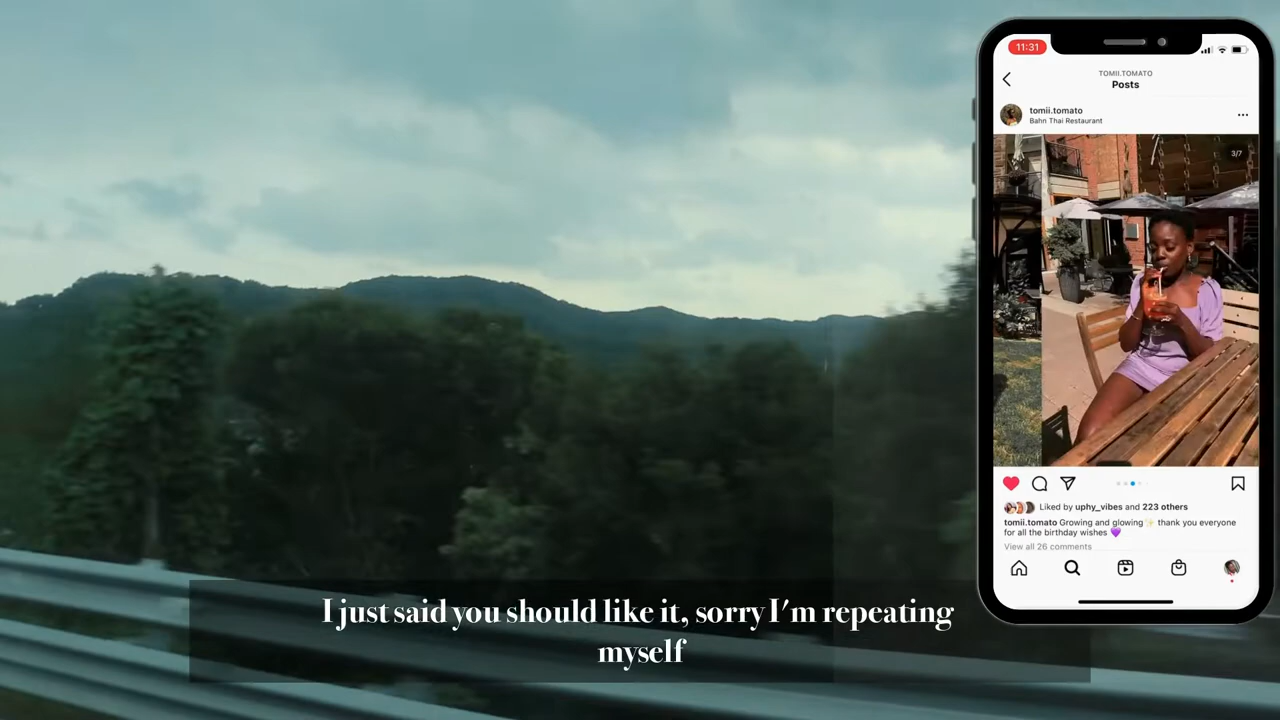 11:31
TOMII.TOMATO
Posts
tomii.tomato
Bahn Thai Restaurant
3/7
Liked by uphy_vibes and 223 others
tomii.tomato Growing and glowing ✨ thank you everyone
for all the birthday wishes 💜
View all 26 comments
I just said you should like it, sorry I'm repeating
myself